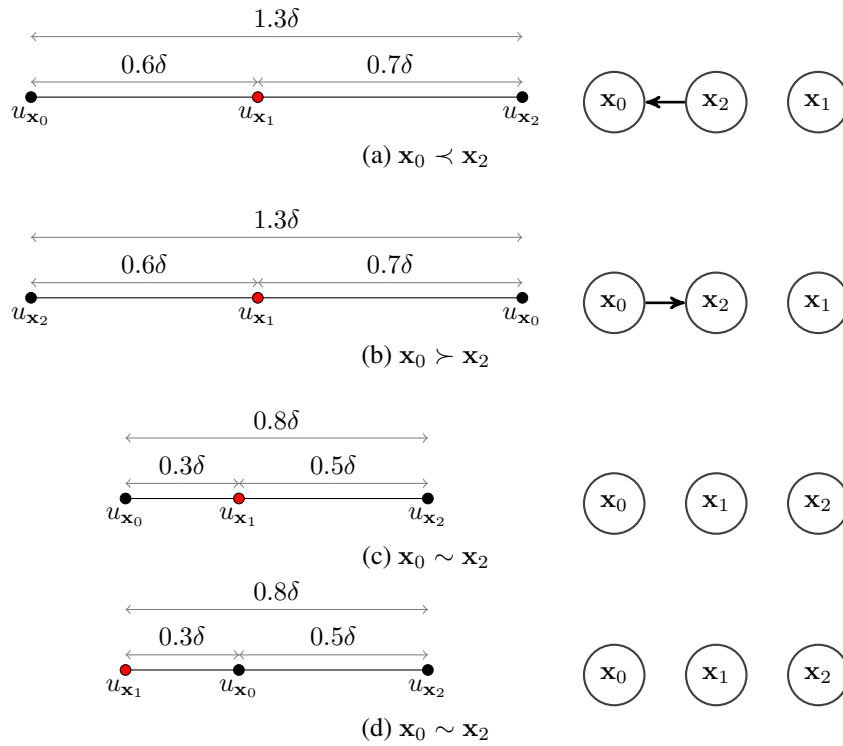 1.3δ
0.6δ 0.7δ
u_{x_0} u_{x_1} u_{x_2}
x_0 x_2 x_1
(a) x_0 ≺ x_2
1.3δ
0.6δ 0.7δ
u_{x_2} u_{x_1} u_{x_0}
x_0 x_2 x_1
(b) x_0 ≻ x_2
0.8δ
0.3δ 0.5δ
u_{x_0} u_{x_1} u_{x_2}
x_0 x_1 x_2
(c) x_0 ∼ x_2
0.8δ
0.3δ 0.5δ
u_{x_1} u_{x_0} u_{x_2}
x_0 x_1 x_2
(d) x_0 ∼ x_2